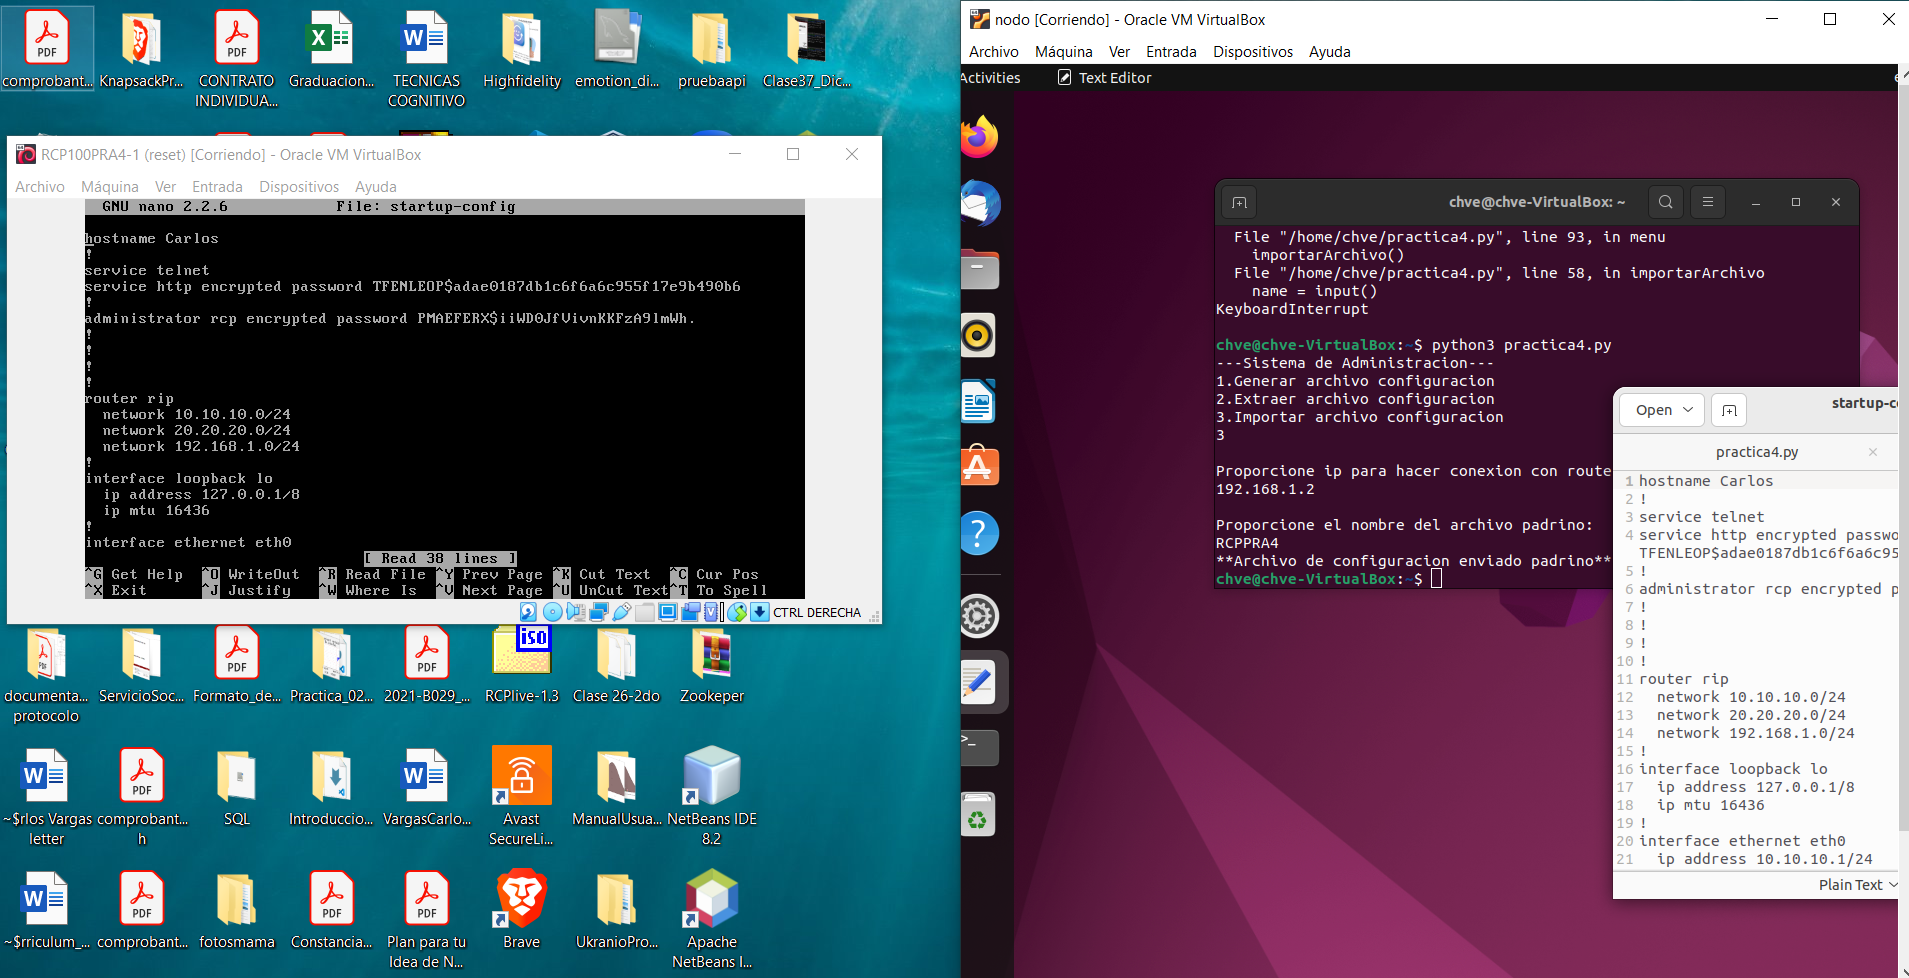 comprobant...
KnapsackPr...
CONTRATO
INDIVIDUA...
Graduacion...
TECNICAS
COGNITIVO
Highfidelity
emotion_di...
pruebaapi
Clase37_Dic...
RCP100PRA4-1 (reset) [Corriendo] - Oracle VM VirtualBox
Archivo Máquina Ver Entrada Dispositivos Ayuda
GNU nano 2.2.6 File: startup-config
hostname Carlos
!
service telnet
service http encrypted password TFENLEOP$adae0187db1c6f6a6c955f17e9b490b6
!
administrator rcp encrypted password PMAEFERX$iiWD0JfVivnKKFzA9lmWh.
!
!
!
!
router rip
network 10.10.10.0/24
network 20.20.20.0/24
network 192.168.1.0/24
!
interface loopback lo
ip address 127.0.0.1/8
ip mtu 16436
!
interface ethernet eth0
[ Read 38 lines ]
^G Get Help ^O WriteOut ^R Read File ^Y Prev Page ^K Cut Text ^C Cur Pos
^X Exit ^J Justify ^W Where Is ^V Next Page ^U UnCut Text ^T To Spell
CTRL DERECHA
iso
documenta...
protocolo
ServicioSoc...
Formato_de...
Practica_02...
2021-B029_...
RCPlive-1.3
Clase 26-2do
Zookeper
~$rlos Vargas
letter
comprobant...
h
SQL
Introduccio...
VargasCarlo...
Avast
SecureLi...
ManualUsua...
NetBeans IDE
8.2
~$rriculum_...
comprobant...
fotosmama
Constancia...
Plan para tu
Idea de N...
Brave
UkranioPro...
Apache
NetBeans I...
nodo [Corriendo] - Oracle VM VirtualBox
Archivo Máquina Ver Entrada Dispositivos Ayuda
Activities Text Editor
chve@chve-VirtualBox: ~
File "/home/chve/practica4.py", line 93, in menu
importarArchivo()
File "/home/chve/practica4.py", line 58, in importarArchivo
name = input()
KeyboardInterrupt
chve@chve-VirtualBox:~$ python3 practica4.py
---Sistema de Administracion---
1.Generar archivo configuracion
2.Extraer archivo configuracion
3.Importar archivo configuracion
3
Proporcione ip para hacer conexion con route
192.168.1.2
Proporcione el nombre del archivo padrino:
RCPPRA4
**Archivo de configuracion enviado padrino**
chve@chve-VirtualBox:~$
Open startup-c
practica4.py
1 hostname Carlos
2 !
3 service telnet
4 service http encrypted passwo
TFENLEOP$adae0187db1c6f6a6c95
5 !
6 administrator rcp encrypted p
7 !
8 !
9 !
10 !
11 router rip
12 network 10.10.10.0/24
13 network 20.20.20.0/24
14 network 192.168.1.0/24
15 !
16 interface loopback lo
17 ip address 127.0.0.1/8
18 ip mtu 16436
19 !
20 interface ethernet eth0
21 ip address 10.10.10.1/24
Plain Text